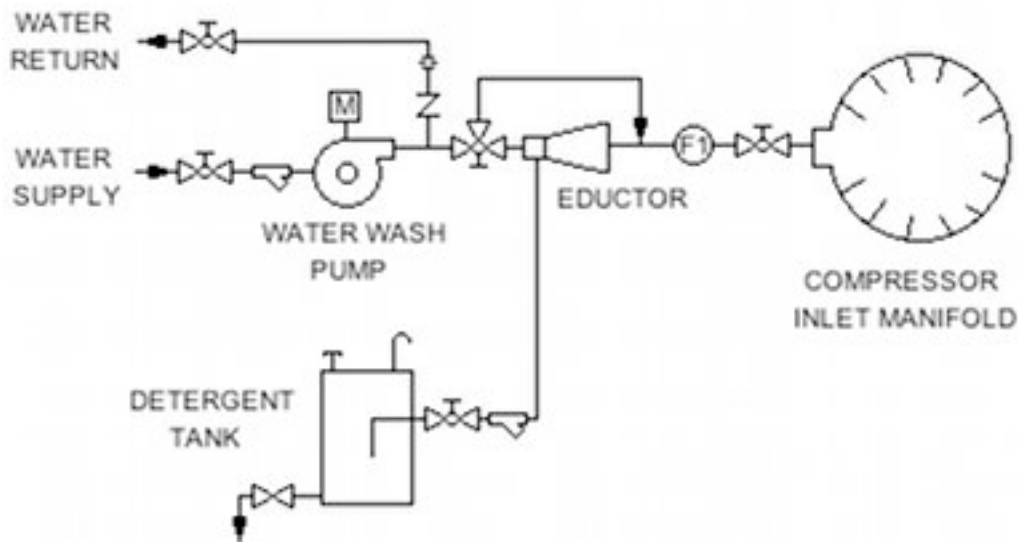 WATER
RETURN
M
WATER
SUPPLY
F1
EDUCTOR
WATER WASH
PUMP
COMPRESSOR
INLET MANIFOLD
DETERGENT
TANK